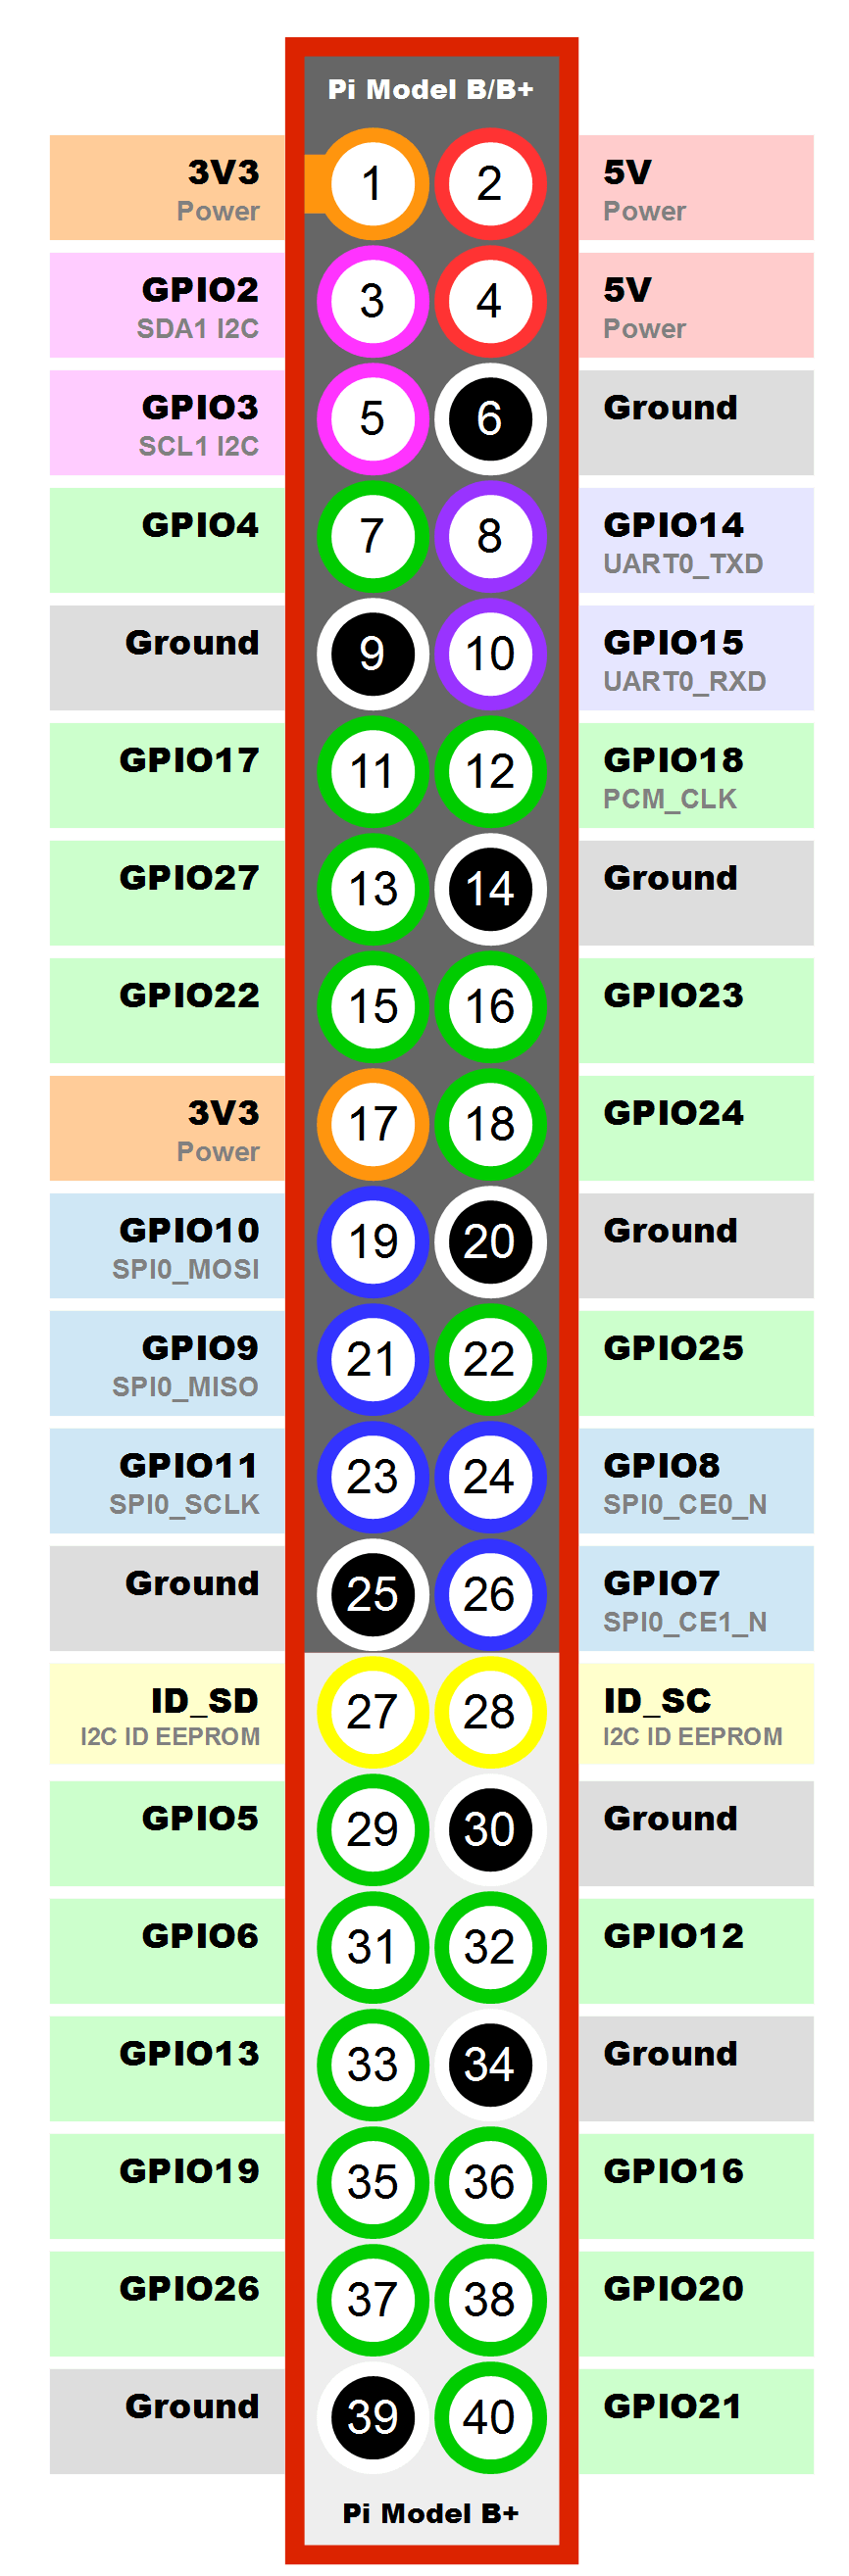 Pi Model B/B+
3V3 1 2 5V
Power Power
GPIO2 3 4 5V
SDA1 I2C Power
GPIO3 5 6 Ground
SCL1 I2C
GPIO4 7 8 GPIO14
UART0_TXD
Ground 9 10 GPIO15
UART0_RXD
GPIO17 11 12 GPIO18
PCM_CLK
GPIO27 13 14 Ground
GPIO22 15 16 GPIO23
3V3 17 18 GPIO24
Power
GPIO10 19 20 Ground
SPI0_MOSI
GPIO9 21 22 GPIO25
SPI0_MISO
GPIO11 23 24 GPIO8
SPI0_SCLK SPI0_CE0_N
Ground 25 26 GPIO7
SPI0_CE1_N
ID_SD 27 28 ID_SC
I2C ID EEPROM I2C ID EEPROM
GPIO5 29 30 Ground
GPIO6 31 32 GPIO12
GPIO13 33 34 Ground
GPIO19 35 36 GPIO16
GPIO26 37 38 GPIO20
Ground 39 40 GPIO21
Pi Model B+